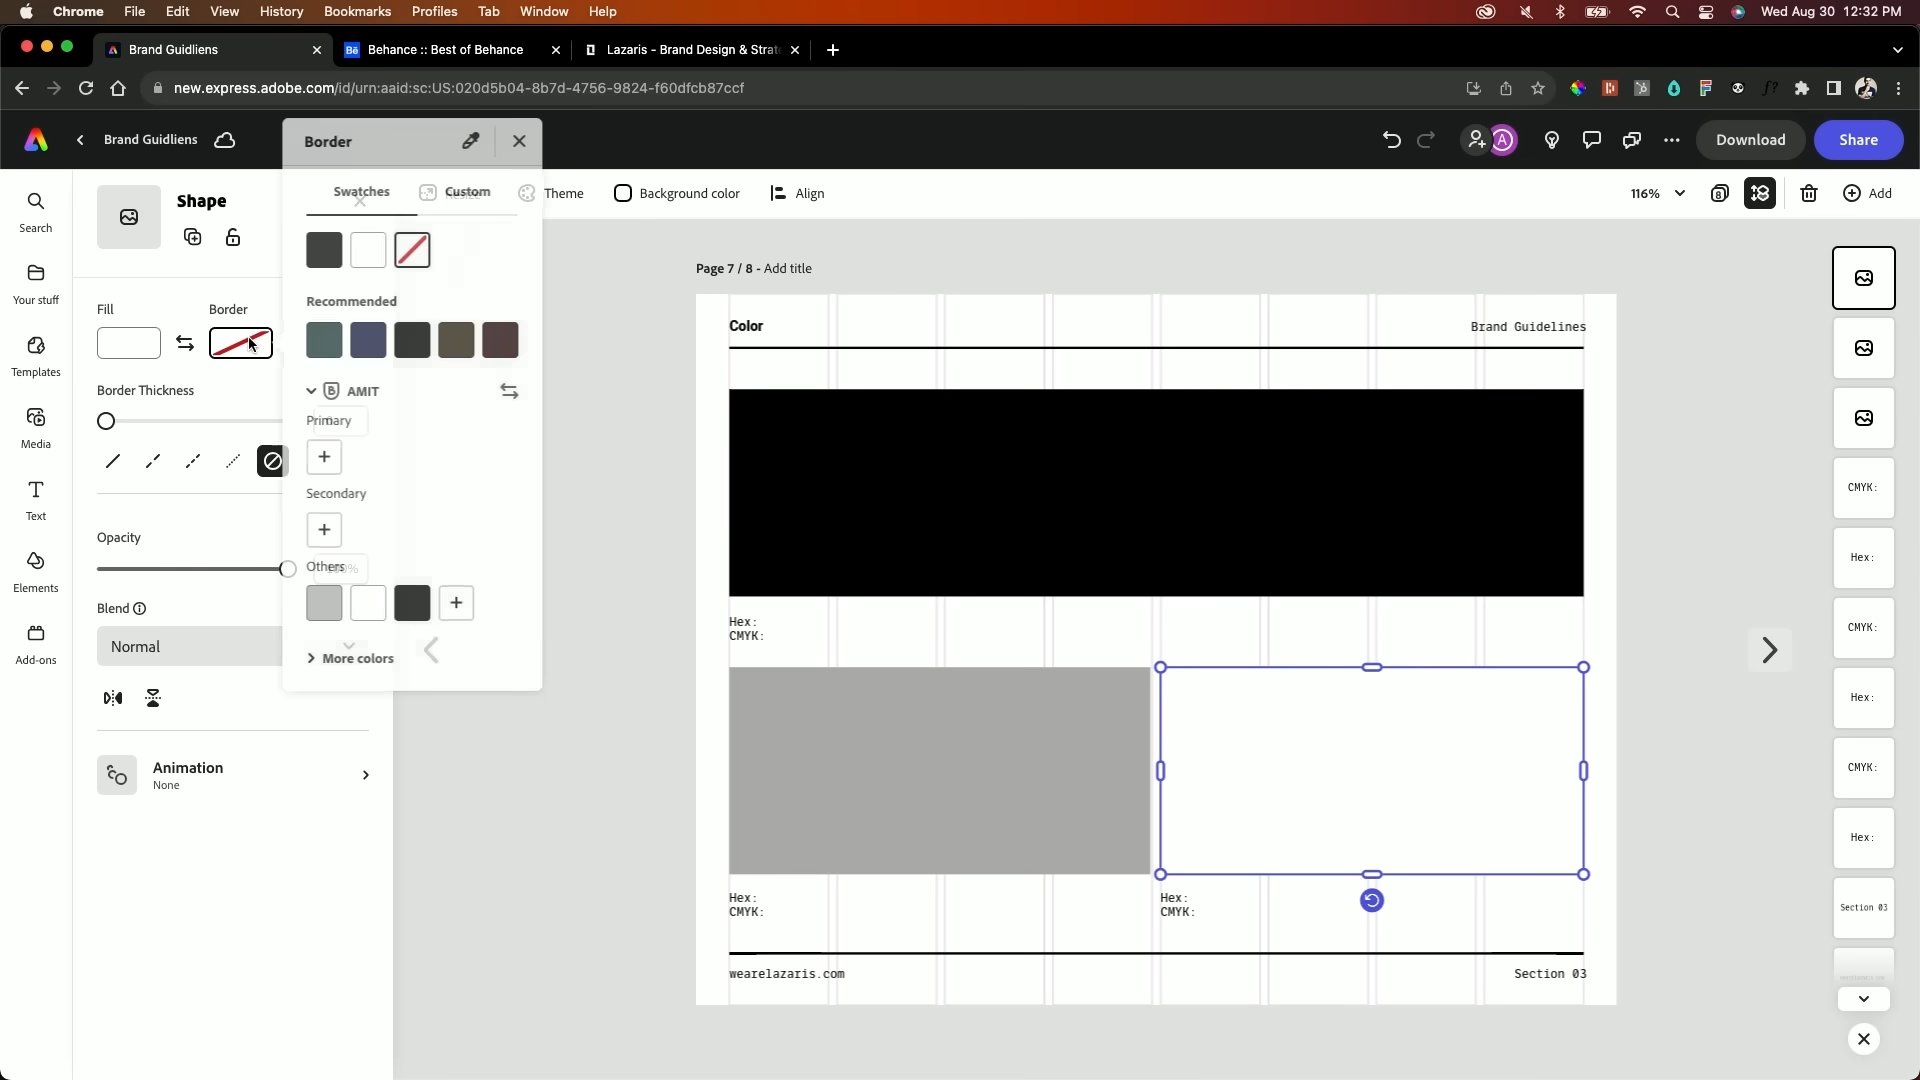 Chrome File Edit View History Bookmarks Profiles Tab Window Help Wed Aug 30 12:32 PM
Brand Guidliens Behance :: Best of Behance Lazaris - Brand Design & Strate
new.express.adobe.com/id/urn:aaid:sc:US:020d5b04-8b7d-4756-9824-f60dfcb87ccf
Brand Guidliens Border A Download Share
Shape Swatches Custom Theme Background color Align 116% Add
Search
Your stuff
Templates
Media
Text
Elements
Add-ons
Fill Border
Border Thickness
Opacity
Blend
Normal
Animation
None
Recommended
AMIT
Primary
Secondary
Others
More colors
Page 7 / 8 - Add title
Color Brand Guidelines
Hex:
CMYK:
Hex:
CMYK:
Hex:
CMYK:
wearelazaris.com Section 03
CMYK:
Hex:
CMYK:
Hex:
CMYK:
Hex:
Section 03